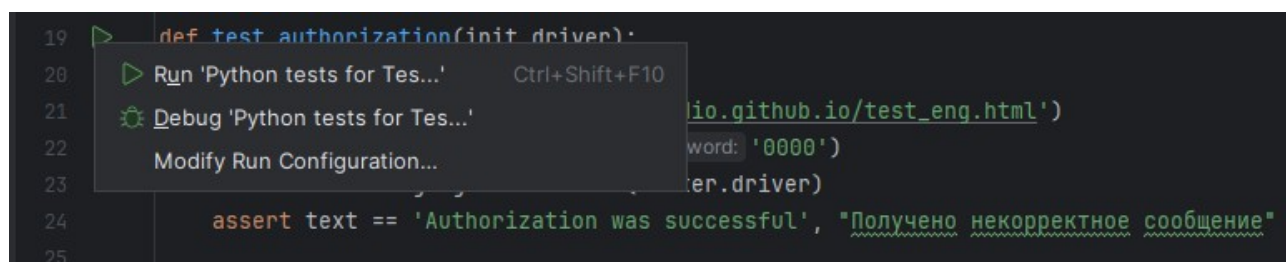 19 def test_authorization(init_driver):
20 Run 'Python tests for Tes...' Ctrl+Shift+F10
21 Debug 'Python tests for Tes...' dio.github.io/test_eng.html')
22 Modify Run Configuration... word: '0000')
23 ter.driver)
24 assert text == 'Authorization was successful', "Получено некорректное сообщение"
25